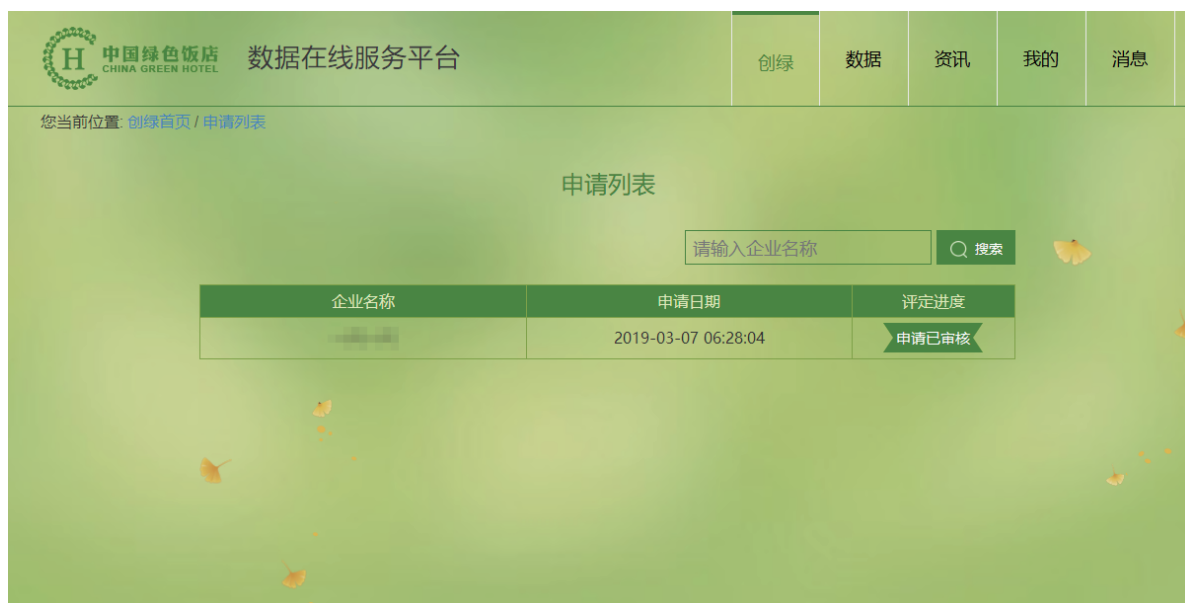 中国绿色饭店
CHINA GREEN HOTEL
数据在线服务平台
创绿
数据
资讯
我的
消息
您当前位置: 创绿首页 / 申请列表
申请列表
请输入企业名称
搜索
企业名称 申请日期 评定进度
2019-03-07 06:28:04 申请已审核